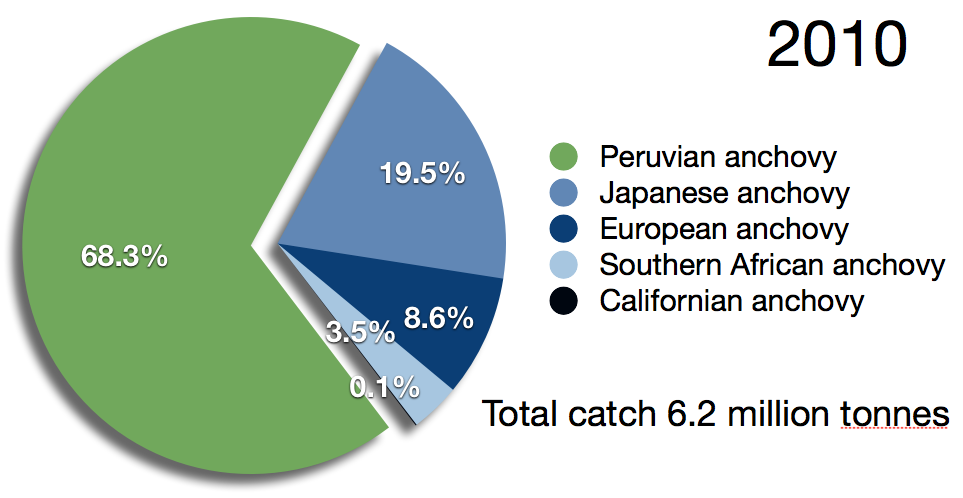 2010
68.3%
19.5%
8.6%
3.5%
0.1%
Peruvian anchovy
Japanese anchovy
European anchovy
Southern African anchovy
Californian anchovy
Total catch 6.2 million tonnes